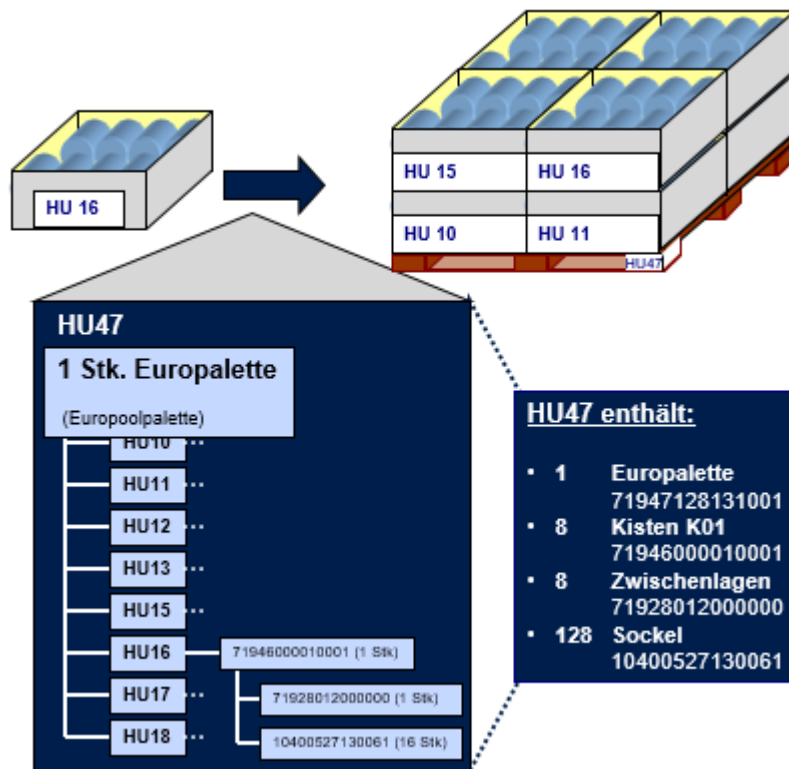 HU 16
HU 15
HU 16
HU 10
HU 11
HU47
HU47
1 Stk. Europalette
(Europoolpalette)
HU10
HU11
HU12
HU13
HU15
HU16
71946000010001 (1 Stk)
HU17
71928012000000 (1 Stk)
HU18
10400527130061 (16 Stk)
HU47 enthält:
• 1 Europalette
71947128131001
• 8 Kisten K01
71946000010001
• 8 Zwischenlagen
71928012000000
• 128 Sockel
10400527130061